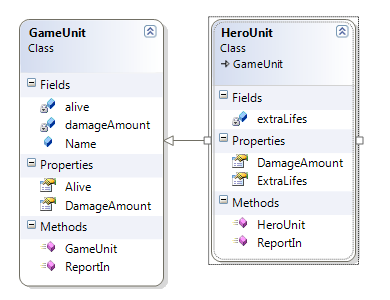 GameUnit
Class
Fields
alive
damageAmount
Name
Properties
Alive
DamageAmount
Methods
GameUnit
ReportIn
HeroUnit
Class
GameUnit
Fields
extraLifes
Properties
DamageAmount
ExtraLifes
Methods
HeroUnit
ReportIn